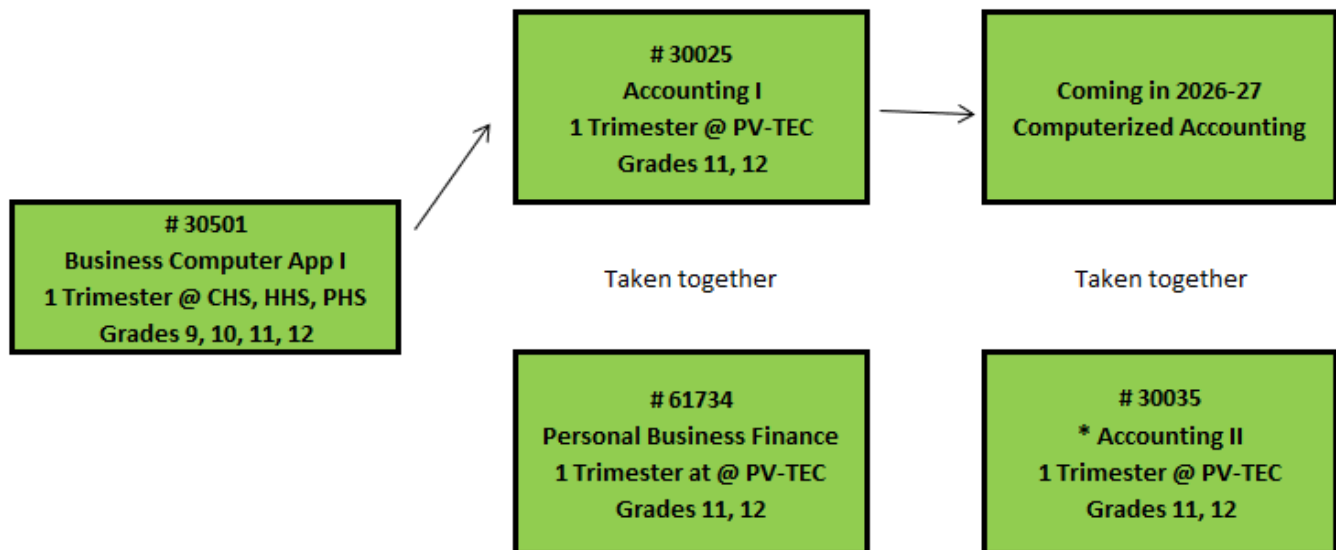 # 30501
Business Computer App I
1 Trimester @ CHS, HHS, PHS
Grades 9, 10, 11, 12
# 30025
Accounting I
1 Trimester @ PV-TEC
Grades 11, 12
Taken together
# 61734
Personal Business Finance
1 Trimester at @ PV-TEC
Grades 11, 12
Coming in 2026-27
Computerized Accounting
Taken together
# 30035
* Accounting II
1 Trimester @ PV-TEC
Grades 11, 12